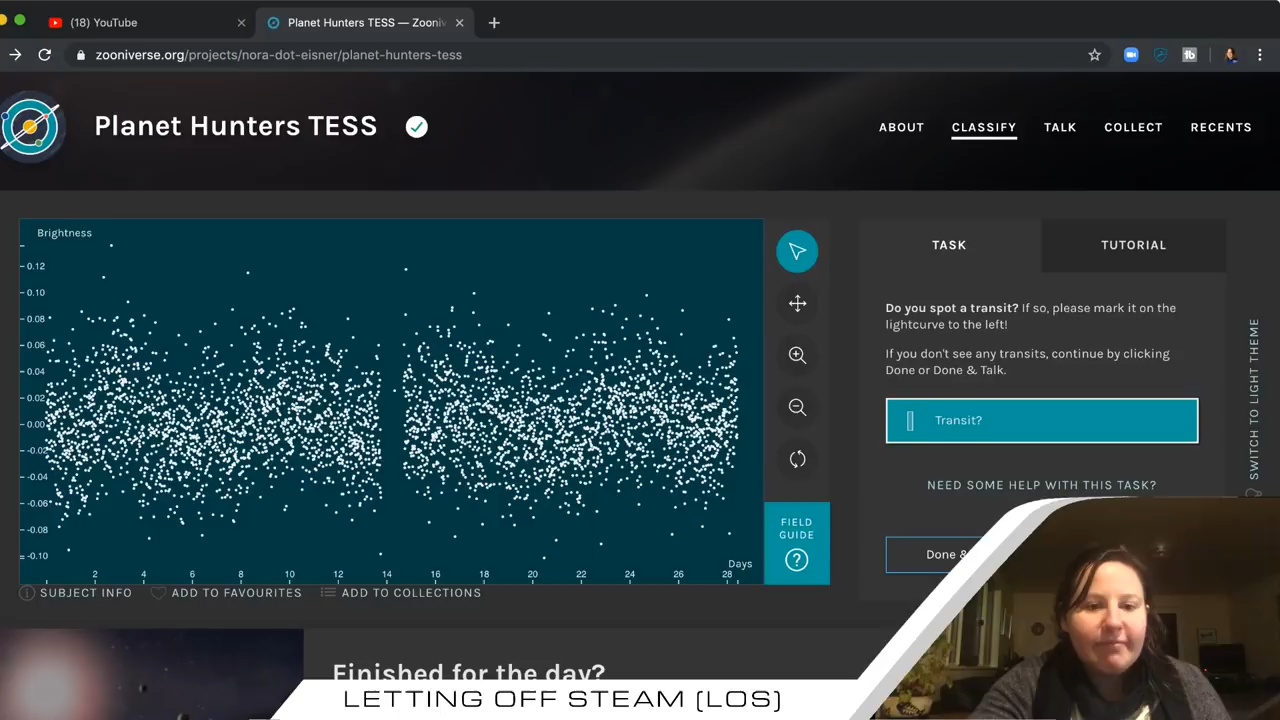 (18) YouTube
Planet Hunters TESS — Zooniv
zooniverse.org/projects/nora-dot-eisner/planet-hunters-tess
Planet Hunters TESS
ABOUT CLASSIFY TALK COLLECT RECENTS
Brightness
0.12
0.10
0.08
0.06
0.04
0.02
0.00
-0.02
-0.04
-0.06
-0.08
-0.10
2 4 6 8 10 12 14 16 18 20 22 24 26 28
Days
FIELD
GUIDE
?
TASK TUTORIAL
Do you spot a transit? If so, please mark it on the
lightcurve to the left!
If you don't see any transits, continue by clicking
Done or Done & Talk.
Transit?
NEED SOME HELP WITH THIS TASK?
Done &
SWITCH TO LIGHT THEME
SUBJECT INFO ADD TO FAVOURITES ADD TO COLLECTIONS
Finished for the day?
LETTING OFF STEAM (LOS)